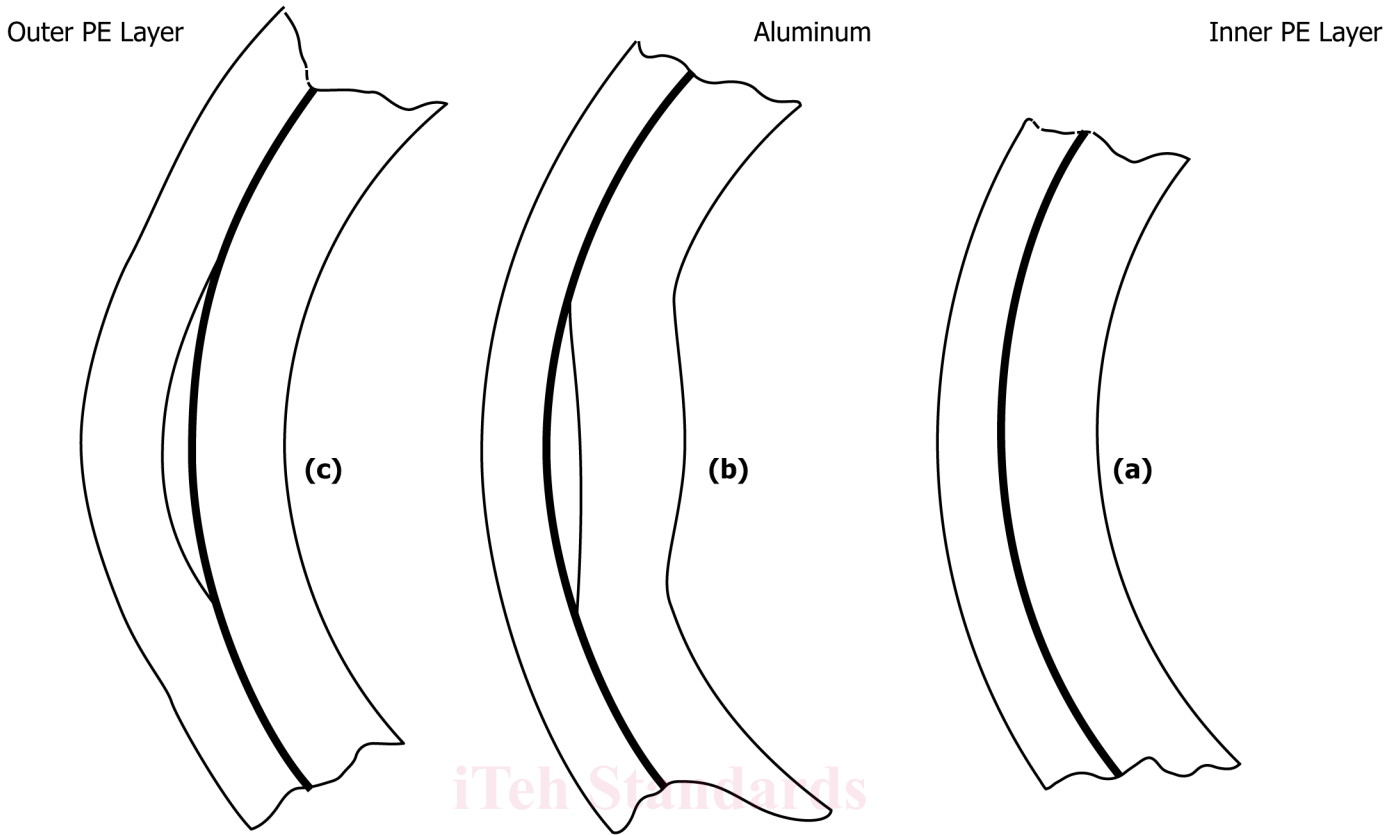 Outer PE Layer
Aluminum
Inner PE Layer
(c)
(b)
(a)
iTeh Standards